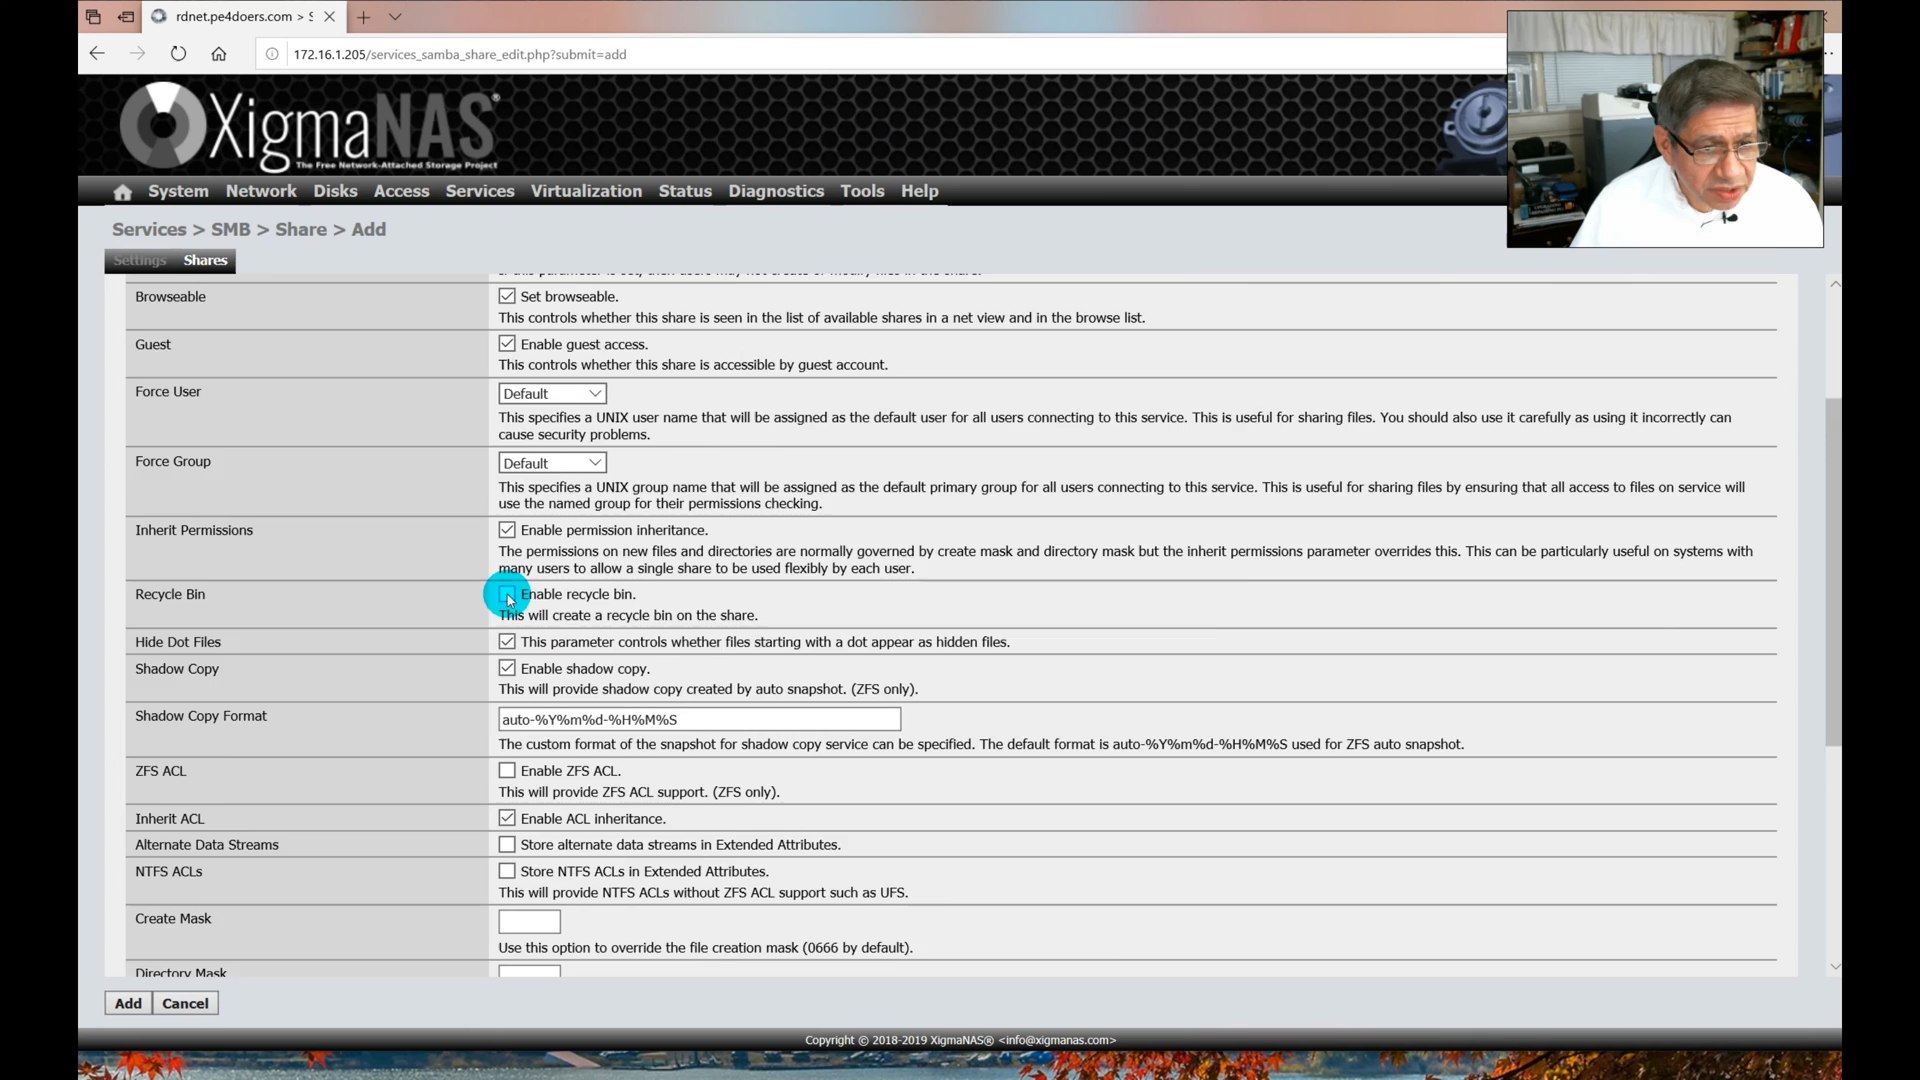 rdnet.pe4doers.com > S
172.16.1.205/services_samba_share_edit.php?submit=add
XigmaNAS®
The Free Network-Attached Storage Project
System Network Disks Access Services Virtualization Status Diagnostics Tools Help
Services > SMB > Share > Add
Settings Shares
Browseable
Set browseable.
This controls whether this share is seen in the list of available shares in a net view and in the browse list.
Guest
Enable guest access.
This controls whether this share is accessible by guest account.
Force User
Default
This specifies a UNIX user name that will be assigned as the default user for all users connecting to this service. This is useful for sharing files. You should also use it carefully as using it incorrectly can
cause security problems.
Force Group
Default
This specifies a UNIX group name that will be assigned as the default primary group for all users connecting to this service. This is useful for sharing files by ensuring that all access to files on service will
use the named group for their permissions checking.
Inherit Permissions
Enable permission inheritance.
The permissions on new files and directories are normally governed by create mask and directory mask but the inherit permissions parameter overrides this. This can be particularly useful on systems with
many users to allow a single share to be used flexibly by each user.
Recycle Bin
Enable recycle bin.
This will create a recycle bin on the share.
Hide Dot Files
This parameter controls whether files starting with a dot appear as hidden files.
Shadow Copy
Enable shadow copy.
This will provide shadow copy created by auto snapshot. (ZFS only).
Shadow Copy Format
auto-%Y%m%d-%H%M%S
The custom format of the snapshot for shadow copy service can be specified. The default format is auto-%Y%m%d-%H%M%S used for ZFS auto snapshot.
ZFS ACL
Enable ZFS ACL.
This will provide ZFS ACL support. (ZFS only).
Inherit ACL
Enable ACL inheritance.
Alternate Data Streams
Store alternate data streams in Extended Attributes.
NTFS ACLs
Store NTFS ACLs in Extended Attributes.
This will provide NTFS ACLs without ZFS ACL support such as UFS.
Create Mask
Use this option to override the file creation mask (0666 by default).
Directory Mask
Add Cancel
Copyright © 2018-2019 XigmaNAS® <info@xigmanas.com>